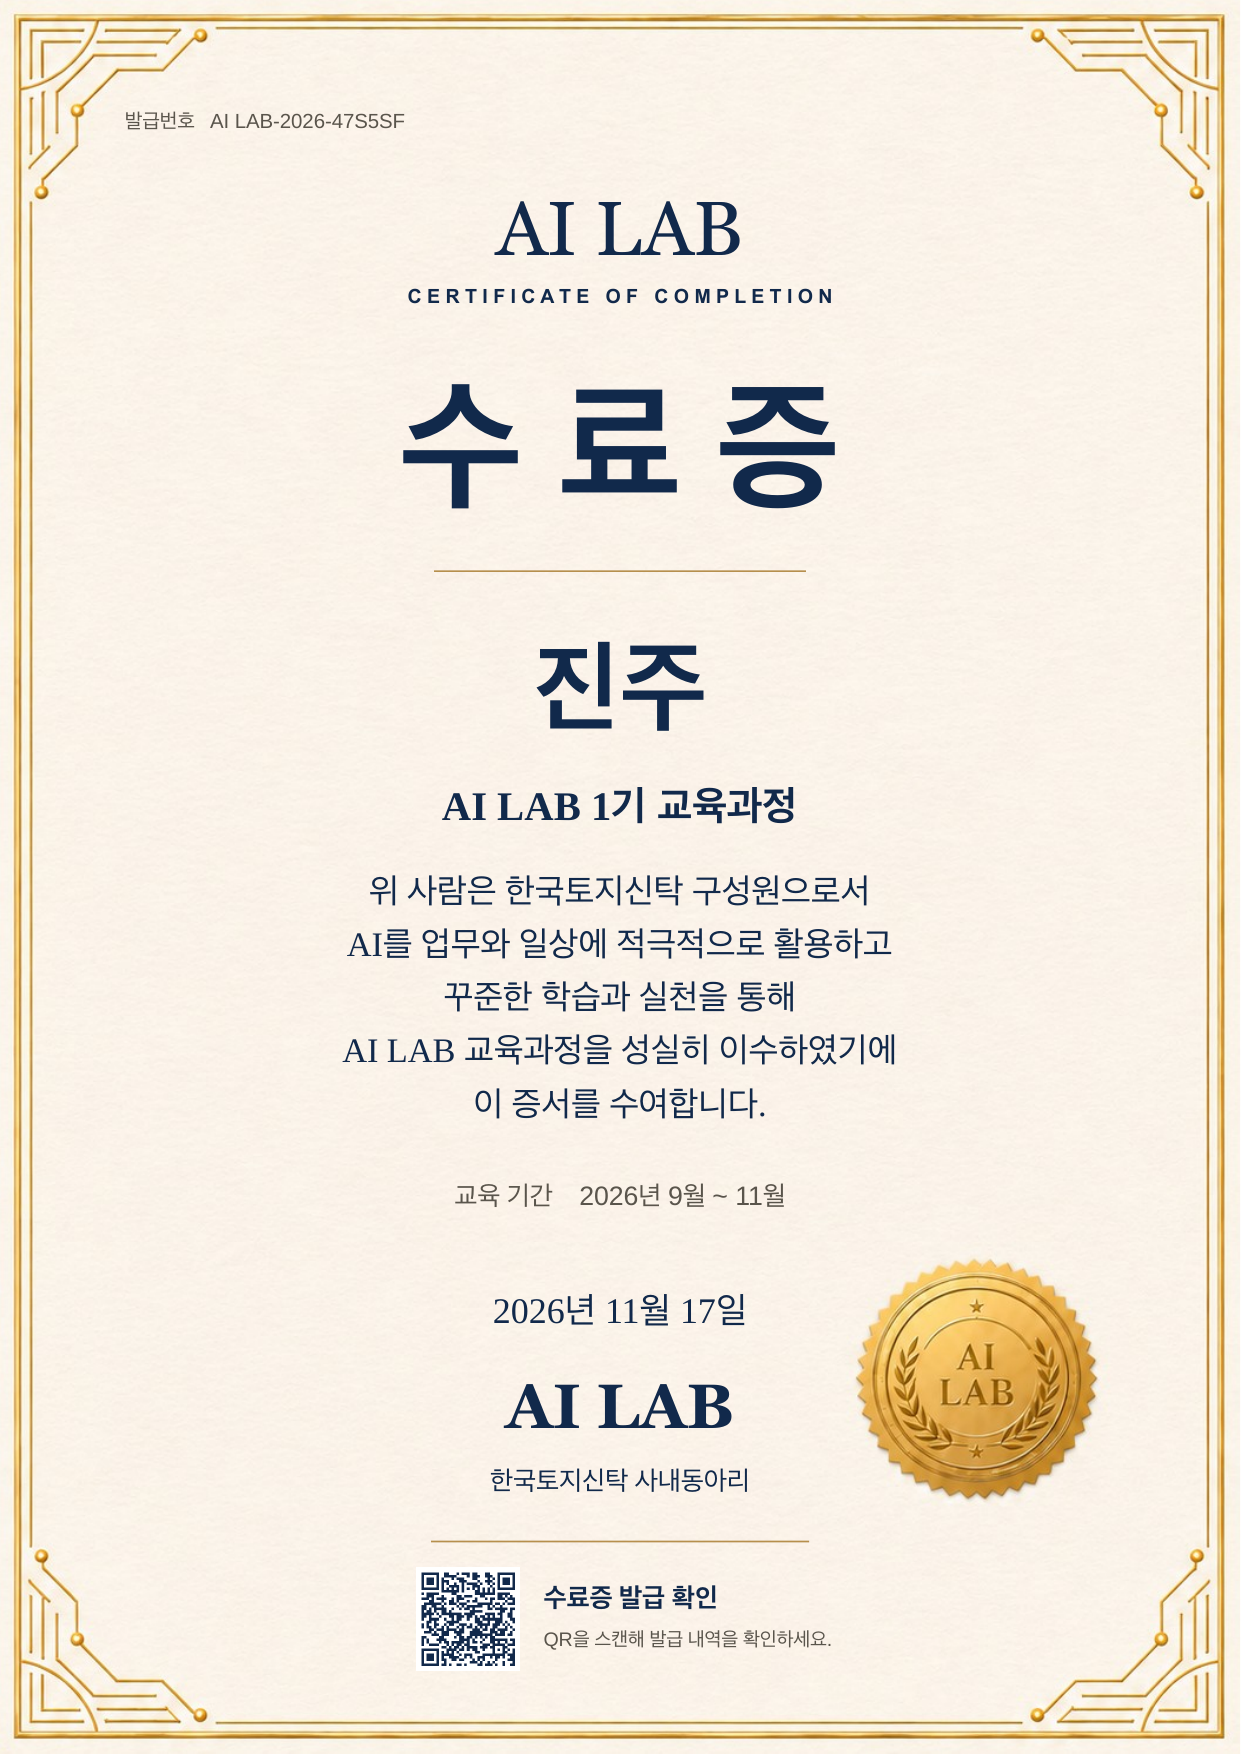 발급번호 AI LAB-2026-47S5SF
AI LAB
CERTIFICATE OF COMPLETION
수료증
진주
AI LAB 1기 교육과정
위 사람은 한국토지신탁 구성원으로서
AI를 업무와 일상에 적극적으로 활용하고
꾸준한 학습과 실천을 통해
AI LAB 교육과정을 성실히 이수하였기에
이 증서를 수여합니다.
교육 기간 2026년 9월 ~ 11월
2026년 11월 17일
AI
LAB
AI LAB
한국토지신탁 사내동아리
수료증 발급 확인
QR을 스캔해 발급 내역을 확인하세요.